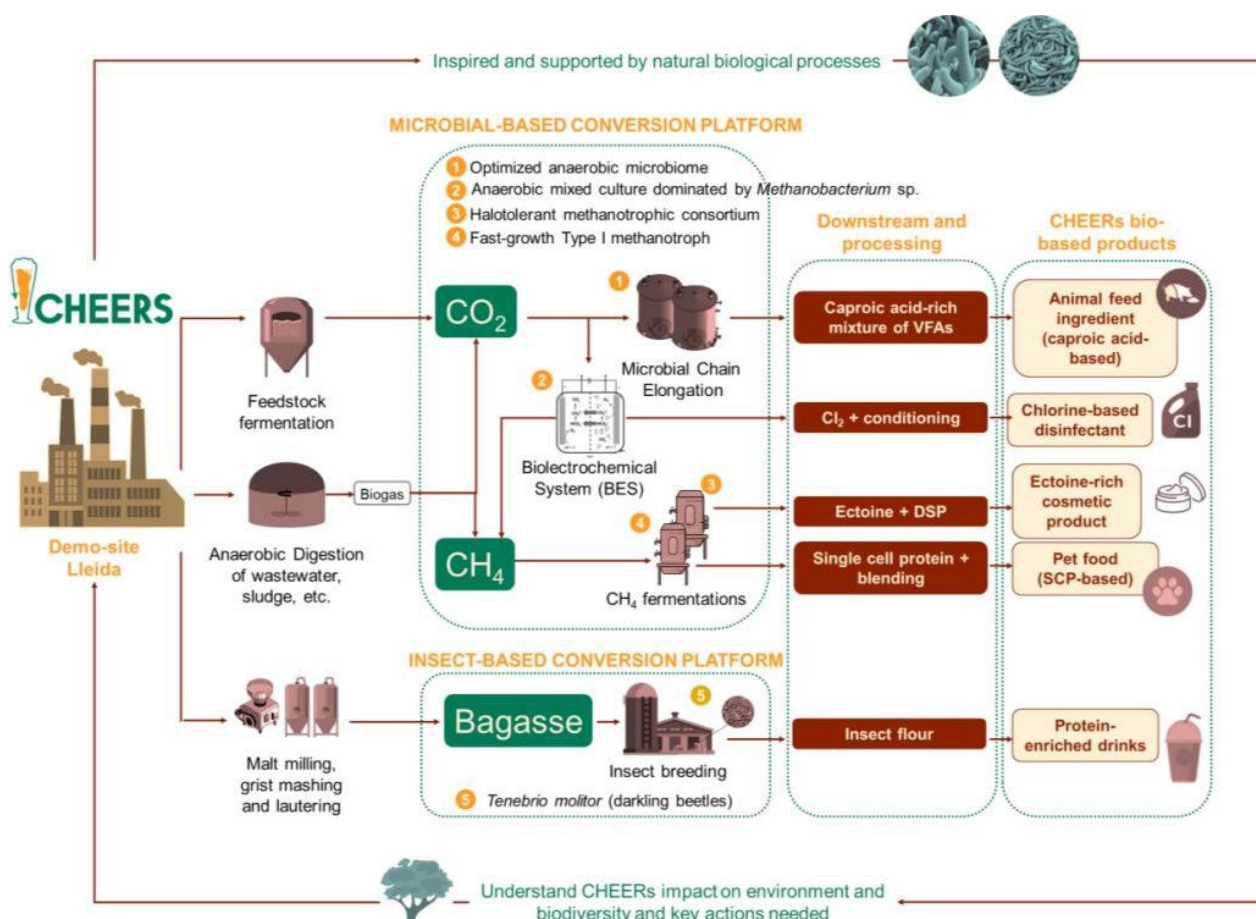 Inspired and supported by natural biological processes
MICROBIAL-BASED CONVERSION PLATFORM
1 Optimized anaerobic microbiome
2 Anaerobic mixed culture dominated by Methanobacterium sp.
3 Halotolerant methanotrophic consortium
4 Fast-growth Type I methanotroph
Downstream and
processing
CHEERs bio-
based products
CHEERS
Demo-site
Lleida
Feedstock
fermentation
CO2
1
Microbial Chain
Elongation
Caproic acid-rich
mixture of VFAs
Animal feed
ingredient
(caproic acid-
based)
2
Biolectrochemical
System (BES)
Cl2 + conditioning
Chlorine-based
disinfectant
Cl
Anaerobic Digestion
of wastewater,
sludge, etc.
Biogas
CH4
3
4
CH4 fermentations
Ectoine + DSP
Ectoine-rich
cosmetic
product
Single cell protein +
blending
Pet food
(SCP-based)
INSECT-BASED CONVERSION PLATFORM
Malt milling,
grist mashing
and lautering
Bagasse
5
Insect breeding
5 Tenebrio molitor (darkling beetles)
Insect flour
Protein-
enriched drinks
Understand CHEERs impact on environment and
biodiversity and key actions needed